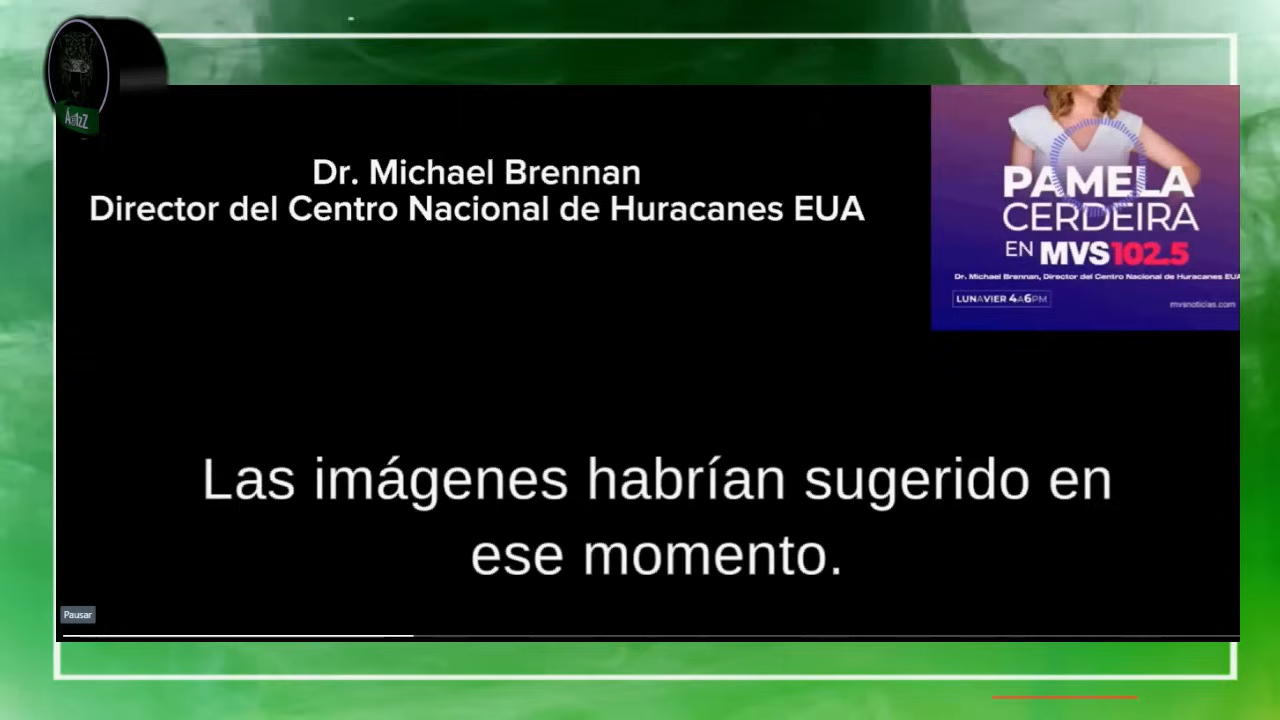 Dr. Michael Brennan
Director del Centro Nacional de Huracanes EUA
PAMELA
CERDEIRA
EN MVS102.5
Dr. Michael Brennan, Director del Centro Nacional de Huracanes EUA
LUNAVIER 4A6PM
mvsnoticias.com
Las imágenes habrían sugerido en
ese momento.
Pausar